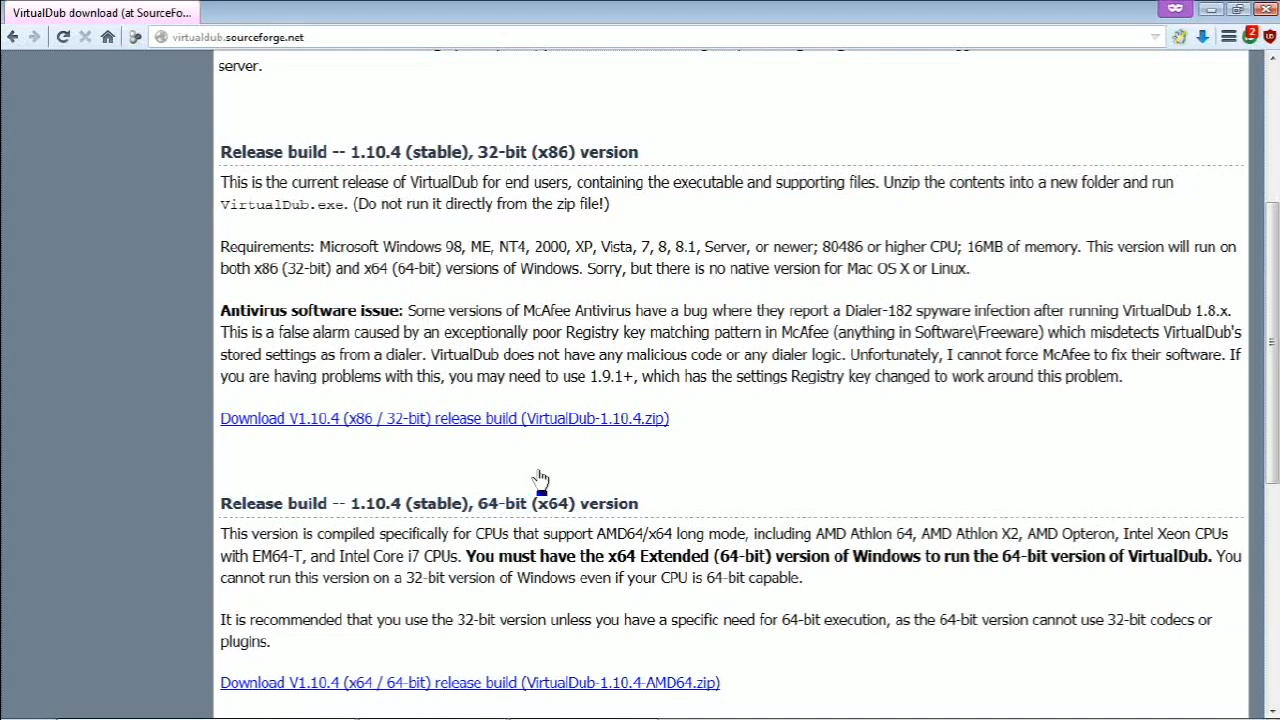 VirtualDub download (at SourceFo...
virtualdub.sourceforge.net
2
server.
Release build -- 1.10.4 (stable), 32-bit (x86) version
This is the current release of VirtualDub for end users, containing the executable and supporting files. Unzip the contents into a new folder and run
VirtualDub.exe. (Do not run it directly from the zip file!)
Requirements: Microsoft Windows 98, ME, NT4, 2000, XP, Vista, 7, 8, 8.1, Server, or newer; 80486 or higher CPU; 16MB of memory. This version will run on
both x86 (32-bit) and x64 (64-bit) versions of Windows. Sorry, but there is no native version for Mac OS X or Linux.
Antivirus software issue: Some versions of McAfee Antivirus have a bug where they report a Dialer-182 spyware infection after running VirtualDub 1.8.x.
This is a false alarm caused by an exceptionally poor Registry key matching pattern in McAfee (anything in Software\Freeware) which misdetects VirtualDub's
stored settings as from a dialer. VirtualDub does not have any malicious code or any dialer logic. Unfortunately, I cannot force McAfee to fix their software. If
you are having problems with this, you may need to use 1.9.1+, which has the settings Registry key changed to work around this problem.
Download V1.10.4 (x86 / 32-bit) release build (VirtualDub-1.10.4.zip)
Release build -- 1.10.4 (stable), 64-bit (x64) version
This version is compiled specifically for CPUs that support AMD64/x64 long mode, including AMD Athlon 64, AMD Athlon X2, AMD Opteron, Intel Xeon CPUs
with EM64-T, and Intel Core i7 CPUs. You must have the x64 Extended (64-bit) version of Windows to run the 64-bit version of VirtualDub. You
cannot run this version on a 32-bit version of Windows even if your CPU is 64-bit capable.
It is recommended that you use the 32-bit version unless you have a specific need for 64-bit execution, as the 64-bit version cannot use 32-bit codecs or
plugins.
Download V1.10.4 (x64 / 64-bit) release build (VirtualDub-1.10.4-AMD64.zip)